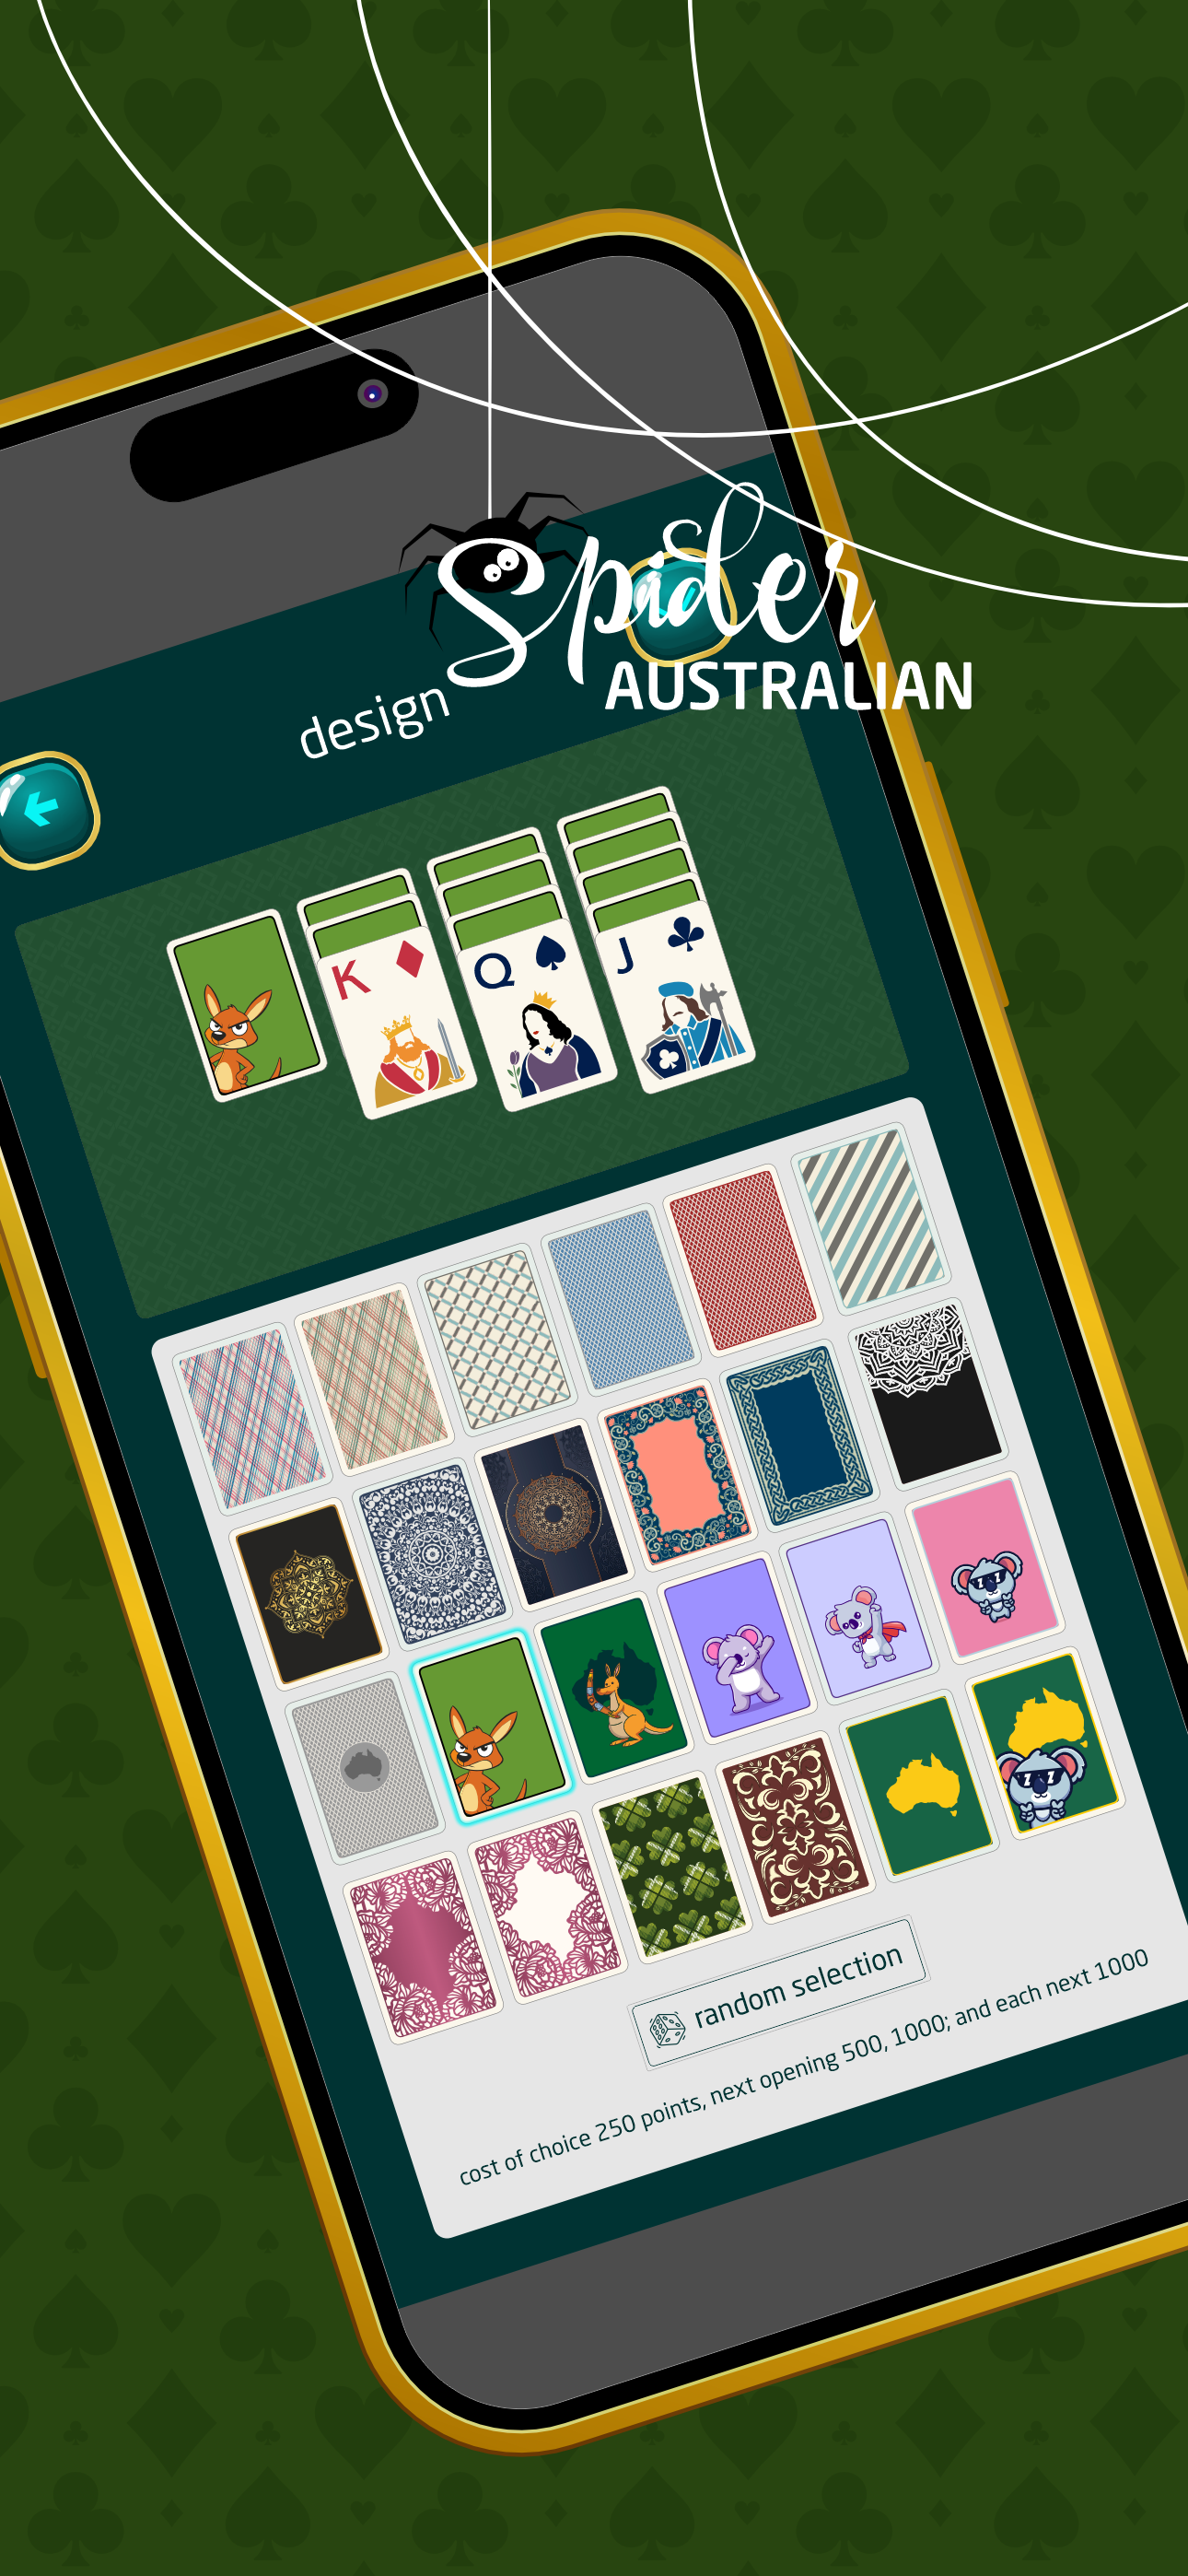 Spider
AUSTRALIAN
design
K
Q
J
random selection
cost of choice 250 points, next opening 500, 1000; and each next 1000